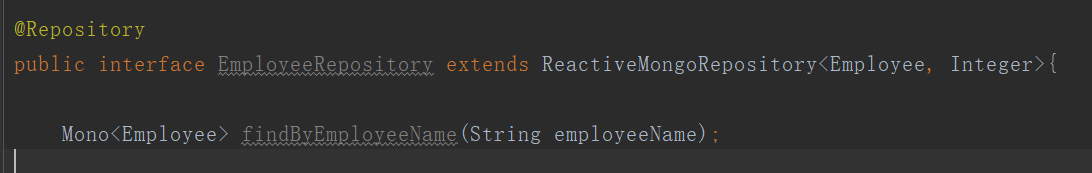 @Repository
public interface EmployeeRepository extends ReactiveMongoRepository<Employee, Integer>{
Mono<Employee> findByEmployeeName(String employeeName);